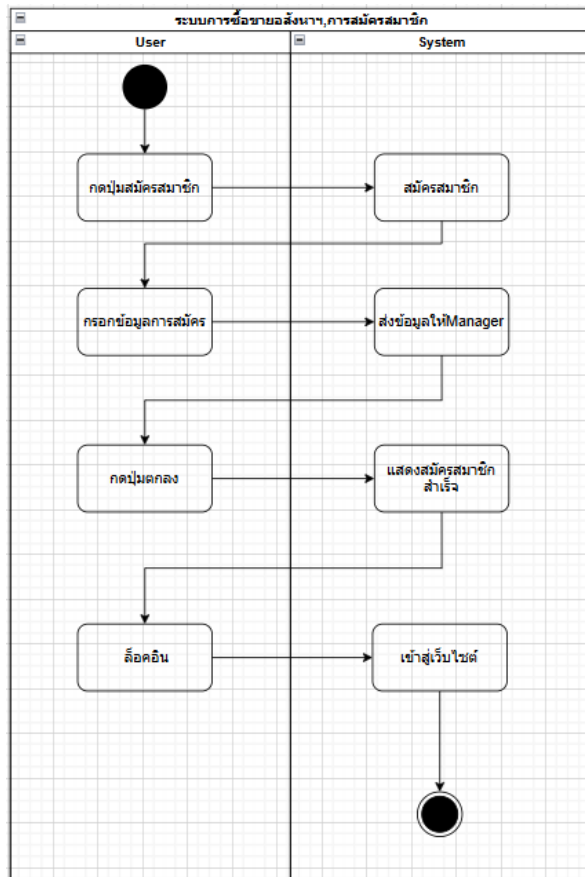 ระบบการซื้อขายอสังหาฯ,การสมัครสมาชิก
User
System
กดปุ่มสมัครสมาชิก
สมัครสมาชิก
กรอกข้อมูลการสมัคร
ส่งข้อมูลให้Manager
กดปุ่มตกลง
แสดงสมัครสมาชิก
สำเร็จ
ล็อคอิน
เข้าสู่เว็บไซต์